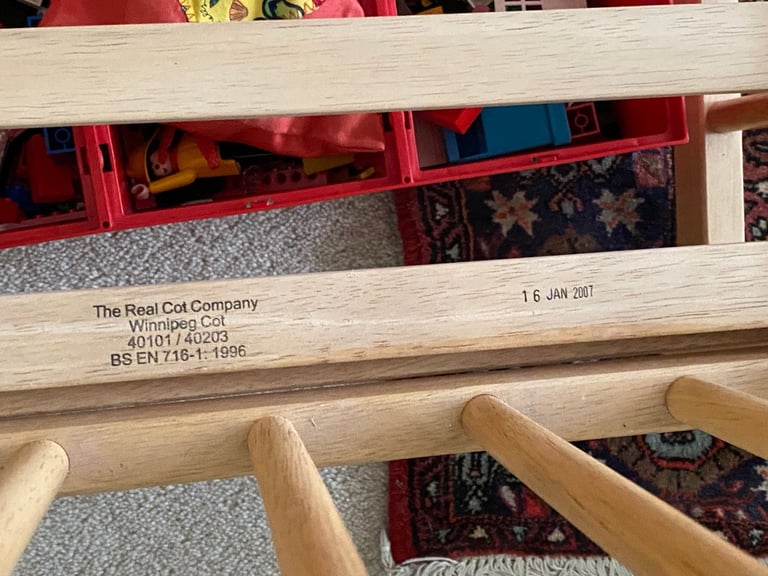 The Real Cot Company
Winnipeg Cot
40101 / 40203
BS EN 716-1: 1996
16 JAN 2007